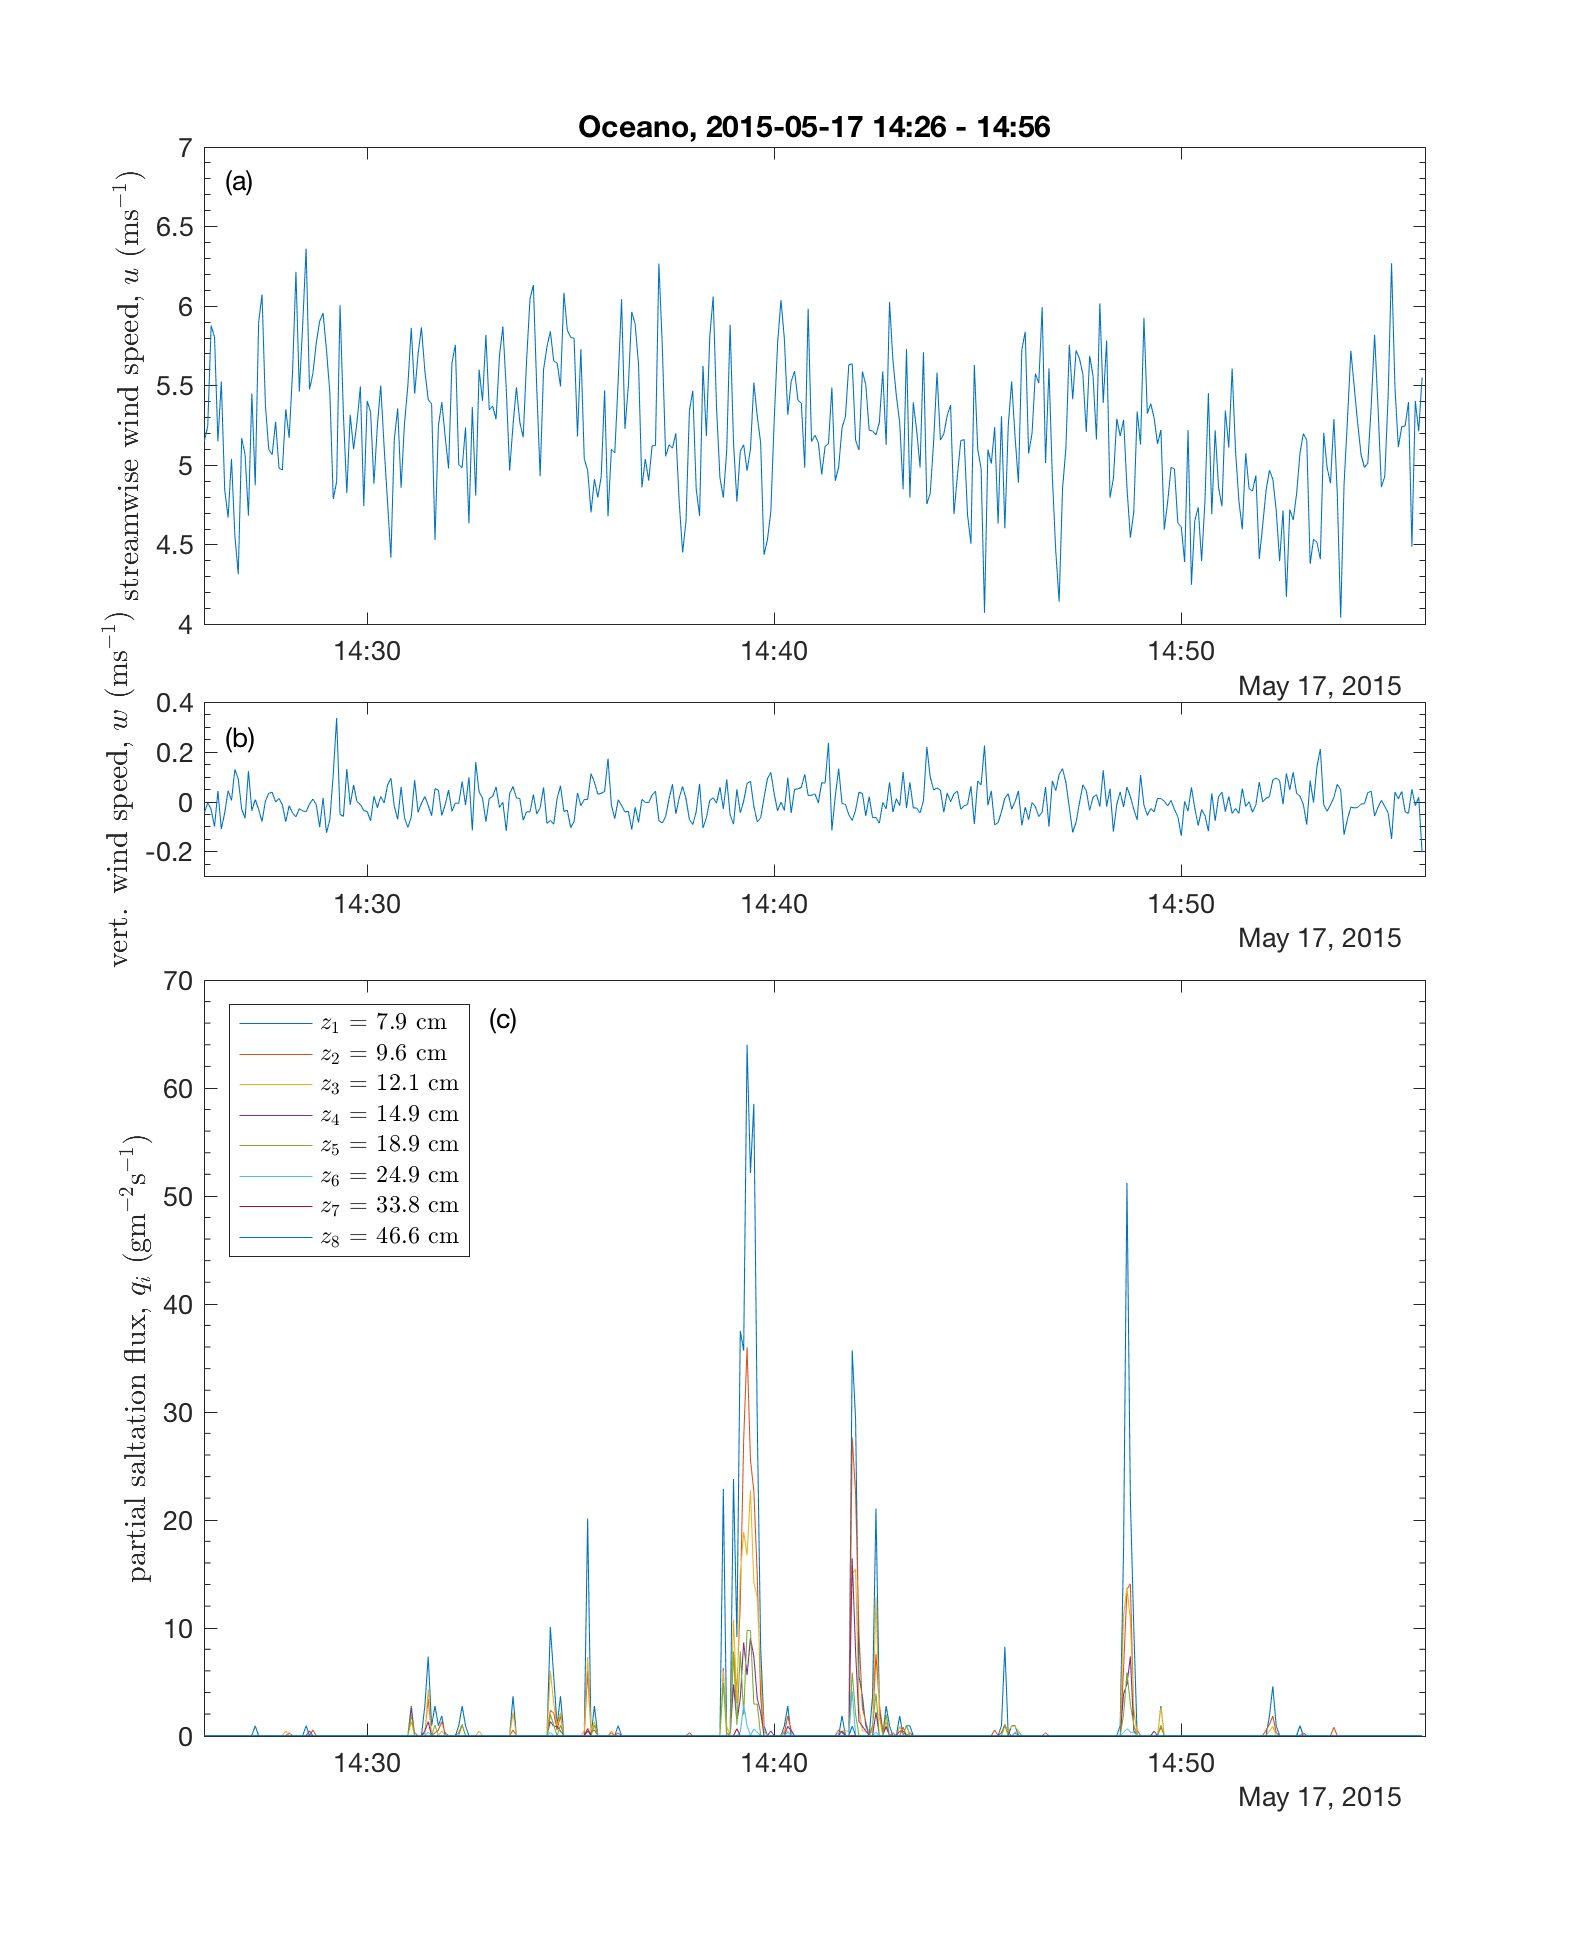 Oceano, 2015-05-17 14:26 - 14:56
(a)
streamwise wind speed, u (ms⁻¹)
7
6.5
6
5.5
5
4.5
4
14:30 14:40 14:50
May 17, 2015
(b)
vert. wind speed, w (ms⁻¹)
0.4
0.2
0
-0.2
14:30 14:40 14:50
May 17, 2015
(c)
partial saltation flux, qᵢ (gm⁻²s⁻¹)
70
60
50
40
30
20
10
0
z₁ = 7.9 cm
z₂ = 9.6 cm
z₃ = 12.1 cm
z₄ = 14.9 cm
z₅ = 18.9 cm
z₆ = 24.9 cm
z₇ = 33.8 cm
z₈ = 46.6 cm
14:30 14:40 14:50
May 17, 2015